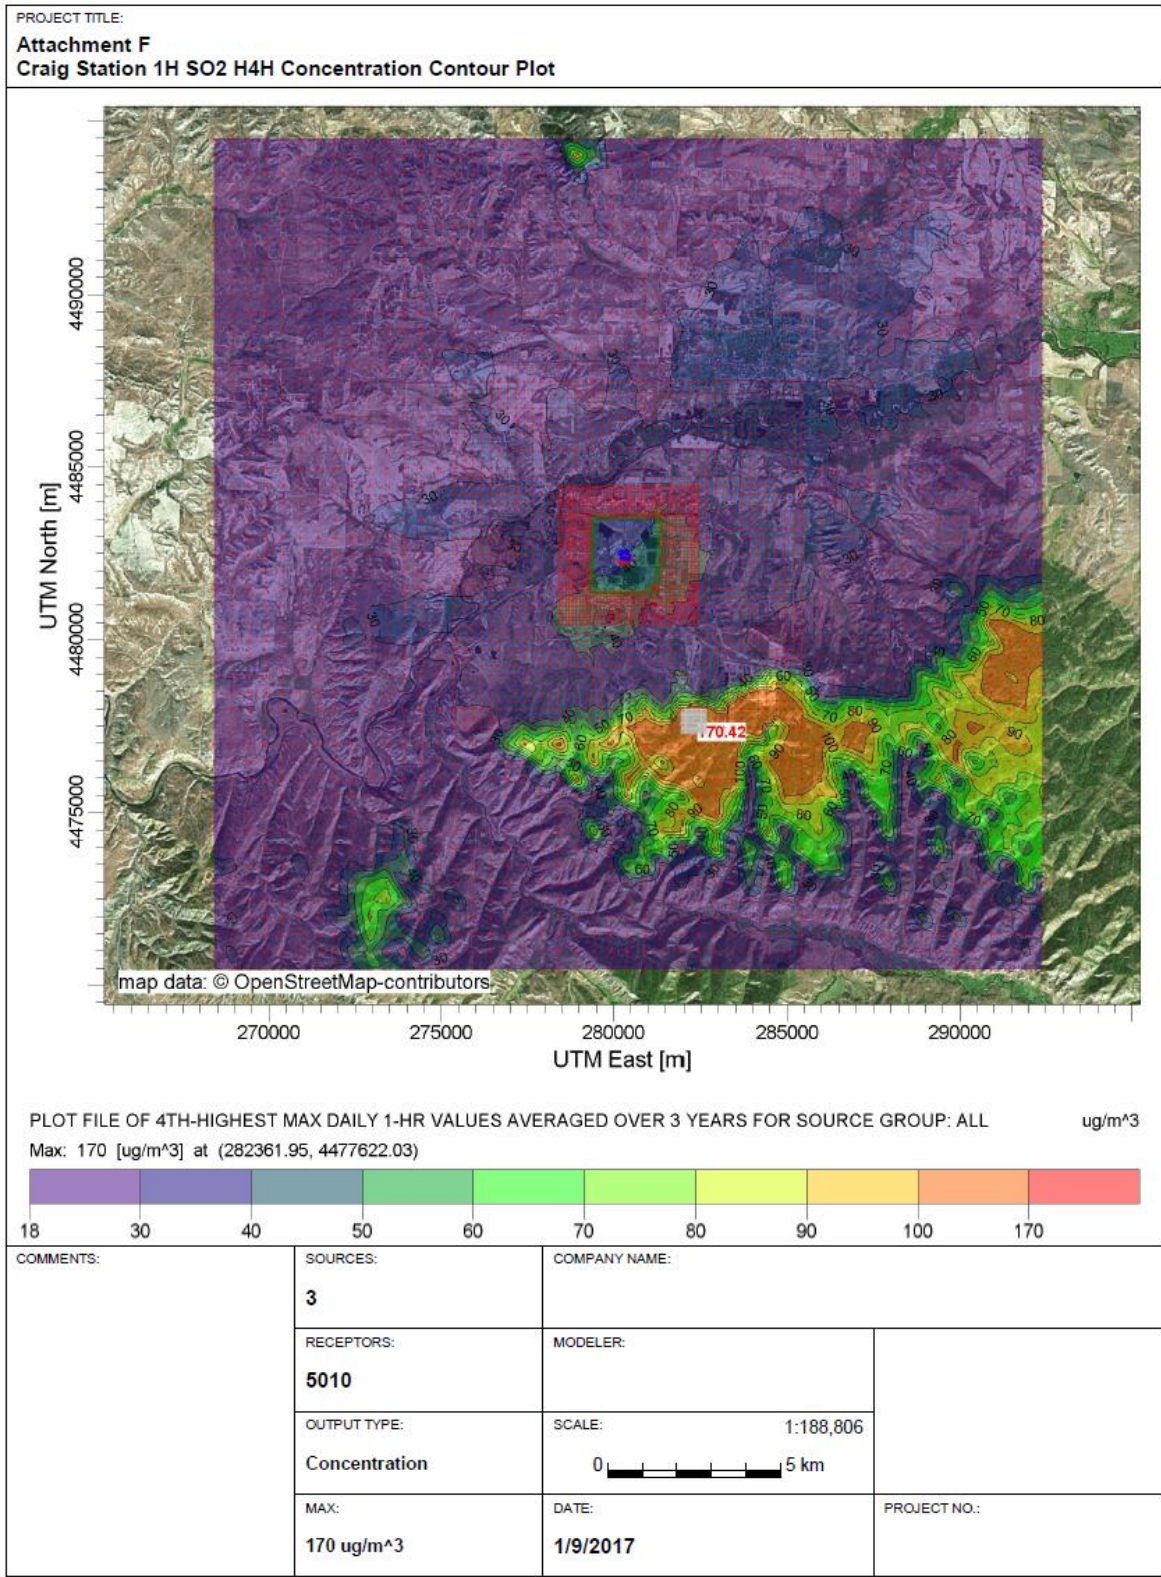 PROJECT TITLE:
Attachment F
Craig Station 1H SO2 H4H Concentration Contour Plot
UTM North [m]
4490000
4485000
4480000
4475000
170.42
map data: © OpenStreetMap-contributors
270000
275000
280000
285000
290000
UTM East [m]
PLOT FILE OF 4TH-HIGHEST MAX DAILY 1-HR VALUES AVERAGED OVER 3 YEARS FOR SOURCE GROUP: ALL
ug/m^3
Max: 170 [ug/m^3] at (282361.95, 4477622.03)
18 30 40 50 60 70 80 90 100 170
COMMENTS:
SOURCES:
3
COMPANY NAME:
RECEPTORS:
5010
MODELER:
OUTPUT TYPE:
Concentration
SCALE:
1:188,806
0
5 km
MAX:
170 ug/m^3
DATE:
1/9/2017
PROJECT NO.: